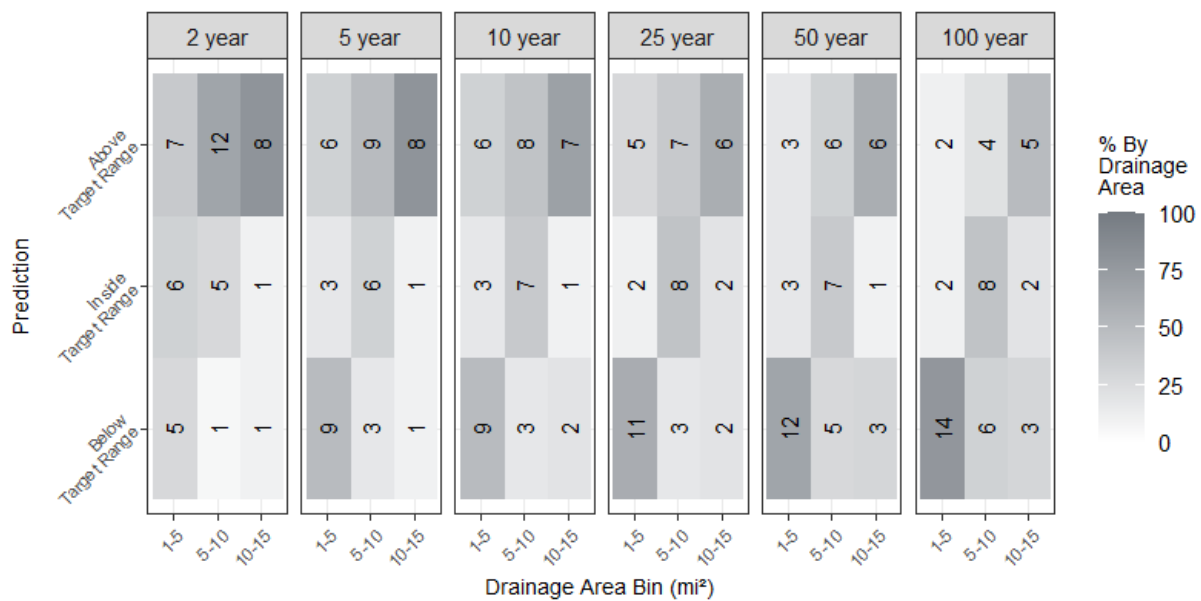 2 year 5 year 10 year 25 year 50 year 100 year
Prediction
Above
Target Range
7 12 8 6 9 8 6 8 7 5 7 6 3 6 6 2 4 5
Inside
Target Range
6 5 1 3 6 1 3 7 1 2 8 2 3 7 1 2 8 2
Below
Target Range
5 1 1 9 3 1 9 3 2 11 3 2 12 5 3 14 6 3
1-5 5-10 10-15 1-5 5-10 10-15 1-5 5-10 10-15 1-5 5-10 10-15 1-5 5-10 10-15 1-5 5-10 10-15
Drainage Area Bin (mi²)
% By
Drainage
Area
100
75
50
25
0